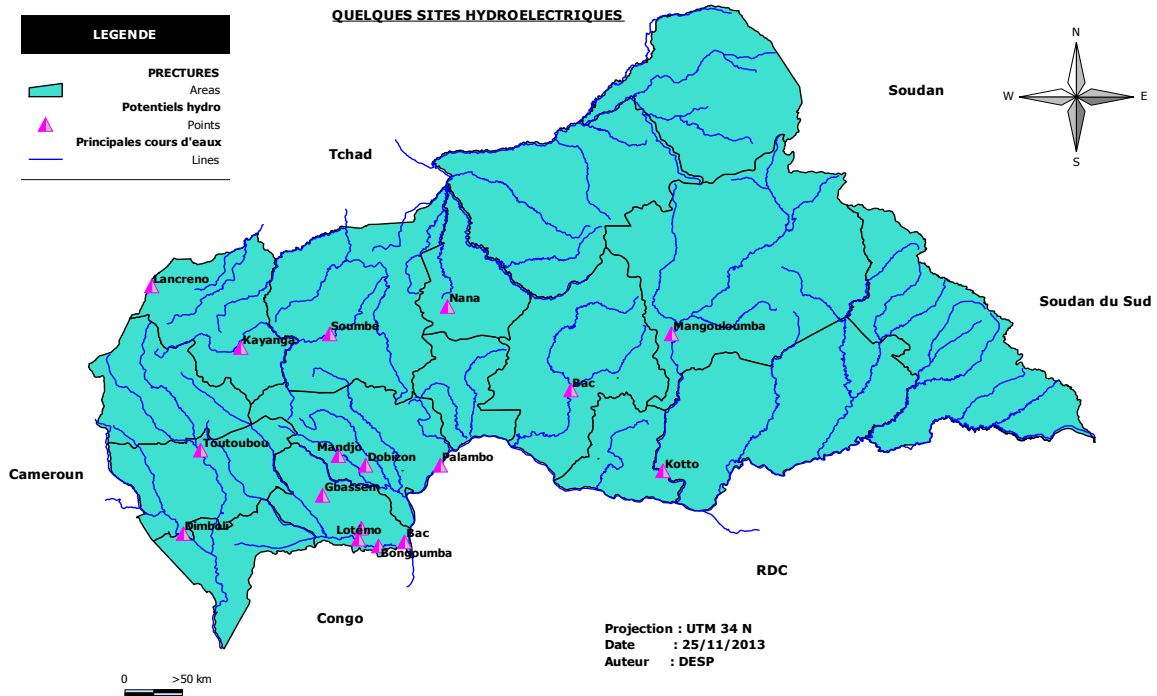 QUELQUES SITES HYDROELECTRIQUES
LEGENDE
PRECTURES
Areas
Potentiels hydro
Points
Principales cours d'eaux
Lines
N
W
E
S
Soudan
Tchad
Soudan du Sud
Lancreno
Nana
Soumbe
Kayanga
Mangouloumba
Bac
Toutoubou
Mandjo
Dobizon
Palambo
Kotto
Cameroun
Gbassem
Dimboli
Lotemo
Bac
Bongoumba
RDC
Congo
Projection : UTM 34 N
Date : 25/11/2013
Auteur : DESP
0 >50 km